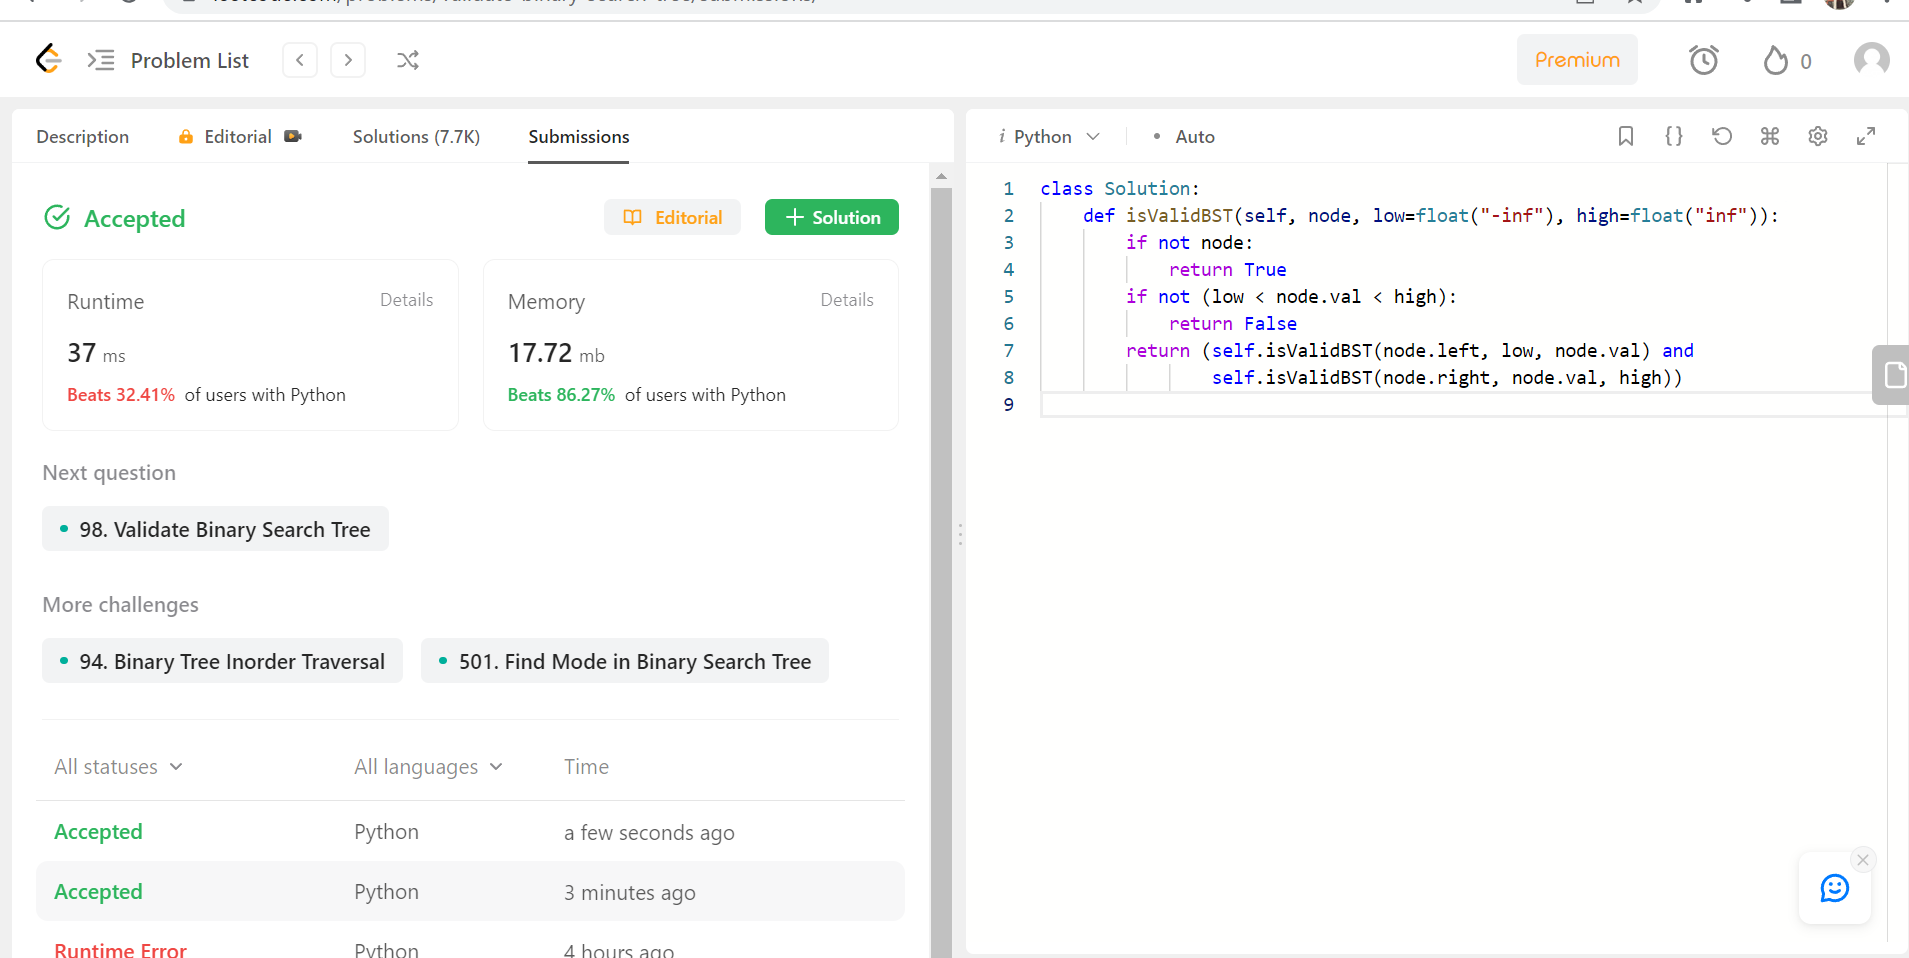 Problem List
Premium
0
Description
Editorial
Solutions (7.7K)
Submissions
Accepted
Editorial
Solution
Runtime
Details
37 ms
Beats 32.41% of users with Python
Memory
Details
17.72 mb
Beats 86.27% of users with Python
Next question
98. Validate Binary Search Tree
More challenges
94. Binary Tree Inorder Traversal
501. Find Mode in Binary Search Tree
All statuses
All languages
Time
Accepted Python a few seconds ago
Accepted Python 3 minutes ago
Runtime Error Python 4 hours ago
i Python
• Auto
1 class Solution:
2 def isValidBST(self, node, low=float("-inf"), high=float("inf")):
3 if not node:
4 return True
5 if not (low < node.val < high):
6 return False
7 return (self.isValidBST(node.left, low, node.val) and
8 self.isValidBST(node.right, node.val, high))
9